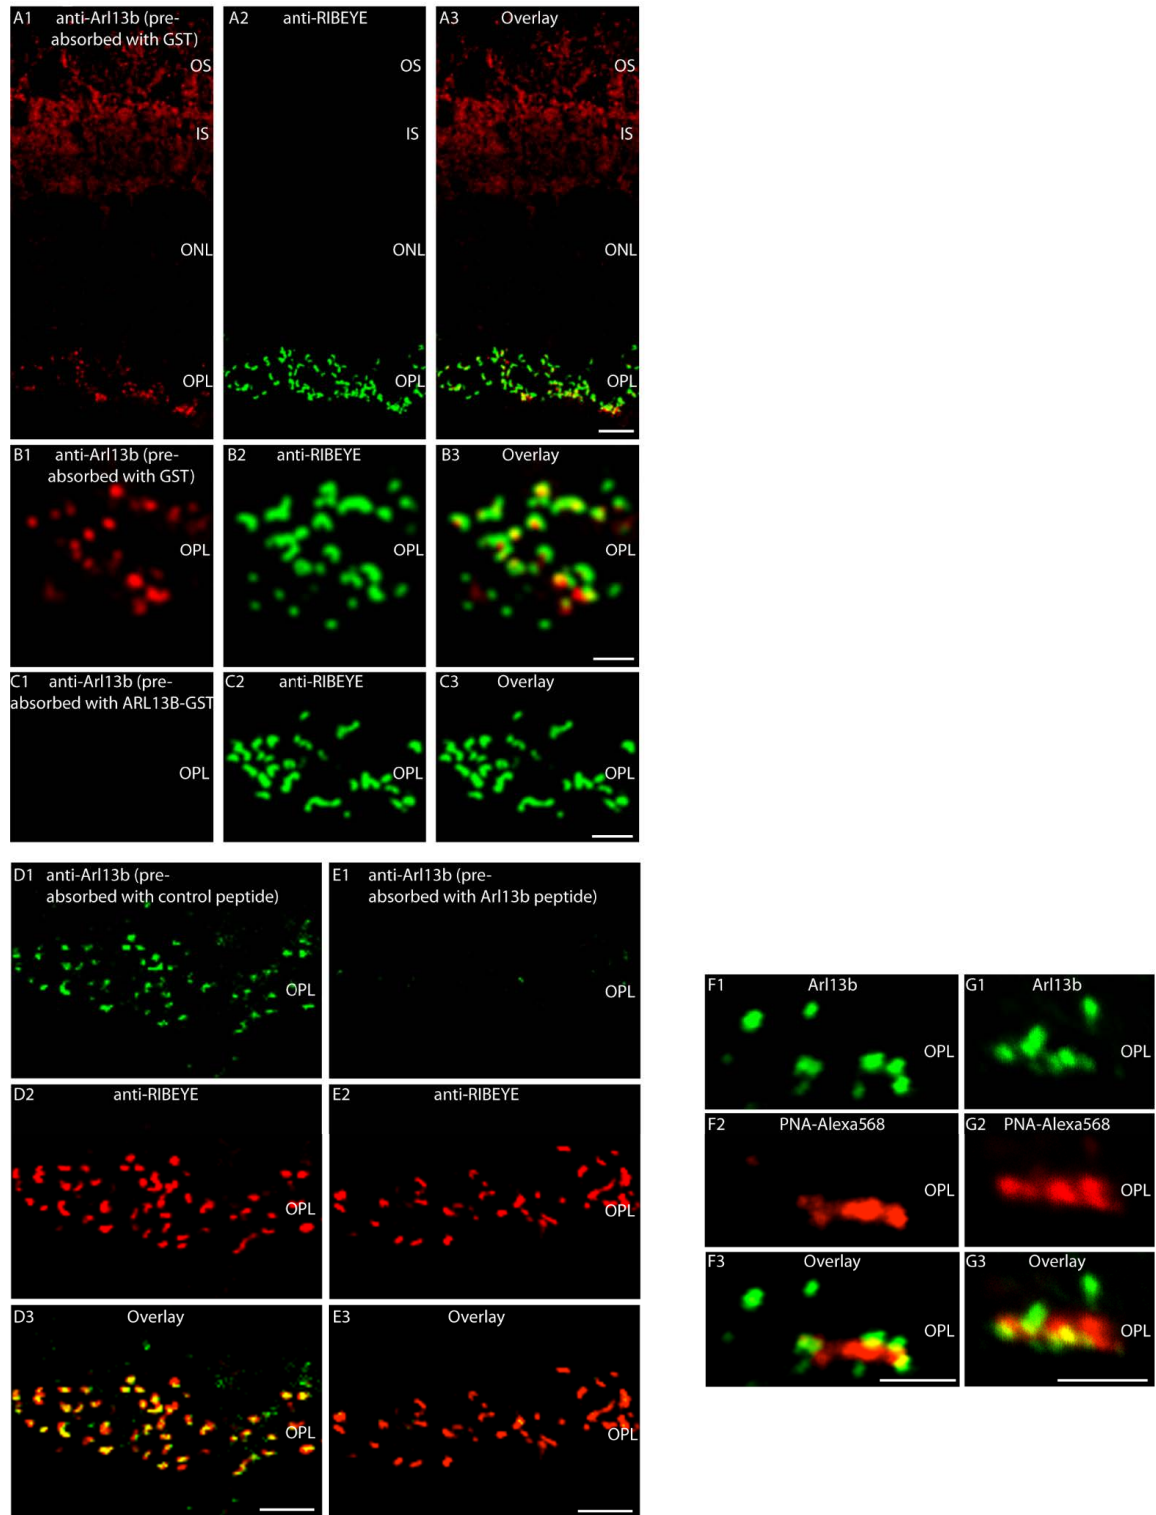 A1 anti-Arl13b (pre-
absorbed with GST)
OS
IS
ONL
OPL
A2 anti-RIBEYE
OS
IS
ONL
OPL
A3 Overlay
OS
IS
ONL
OPL
B1 anti-Arl13b (pre-
absorbed with GST)
OPL
B2 anti-RIBEYE
OPL
B3 Overlay
OPL
C1 anti-Arl13b (pre-
absorbed with ARL13B-GST
OPL
C2 anti-RIBEYE
OPL
C3 Overlay
OPL
D1 anti-Arl13b (pre-
absorbed with control peptide)
OPL
E1 anti-Arl13b (pre-
absorbed with Arl13b peptide)
OPL
D2 anti-RIBEYE
OPL
E2 anti-RIBEYE
OPL
D3 Overlay
OPL
E3 Overlay
OPL
F1 Arl13b
OPL
G1 Arl13b
OPL
F2 PNA-Alexa568
OPL
G2 PNA-Alexa568
OPL
F3 Overlay
OPL
G3 Overlay
OPL